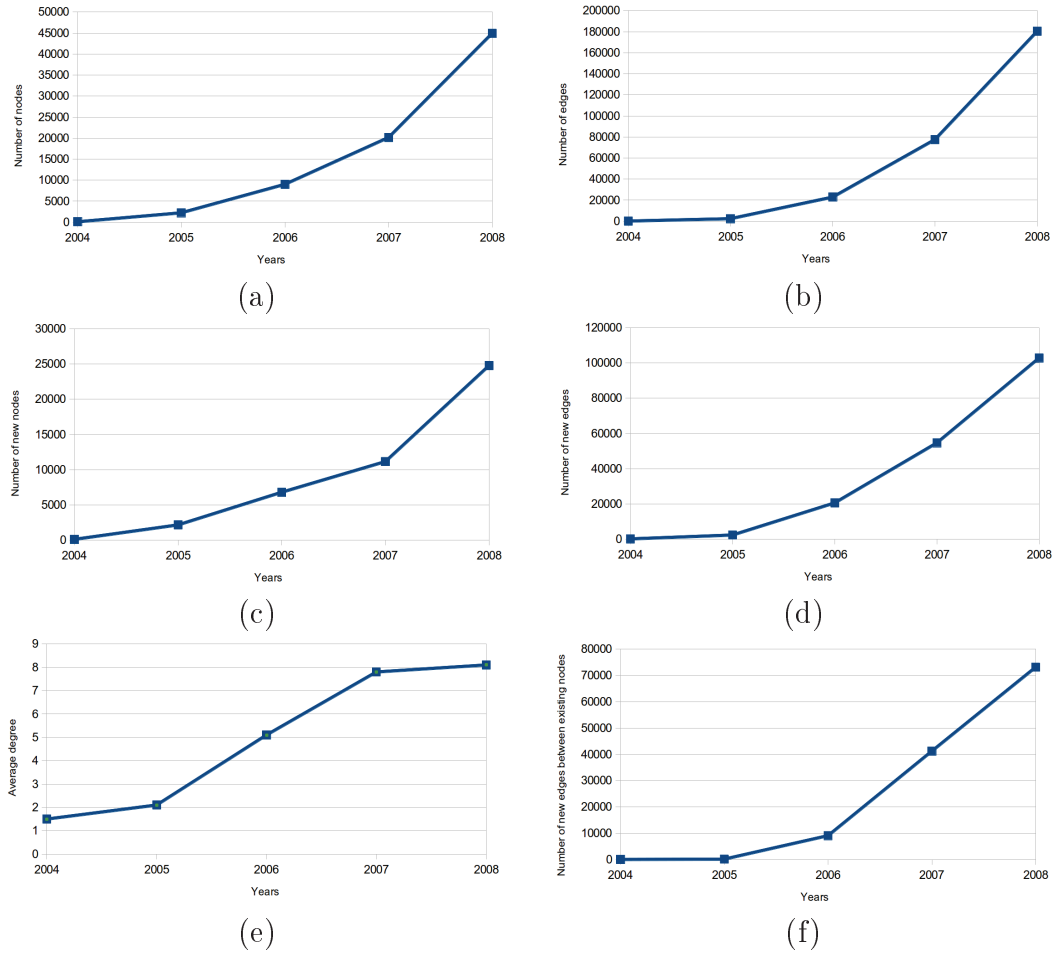 50000
45000
40000
35000
30000
25000
20000
15000
10000
5000
0
Number of nodes
2004 2005 2006 2007 2008
Years
(a)
200000
180000
160000
140000
120000
100000
80000
60000
40000
20000
0
Number of edges
2004 2005 2006 2007 2008
Years
(b)
30000
25000
20000
15000
10000
5000
0
Number of new nodes
2004 2005 2006 2007 2008
Years
(c)
120000
100000
80000
60000
40000
20000
0
Number of new edges
2004 2005 2006 2007 2008
Years
(d)
9
8
7
6
5
4
3
2
1
0
Average degree
2004 2005 2006 2007 2008
Years
(e)
80000
70000
60000
50000
40000
30000
20000
10000
0
Number of new edges between existing nodes
2004 2005 2006 2007 2008
Years
(f)